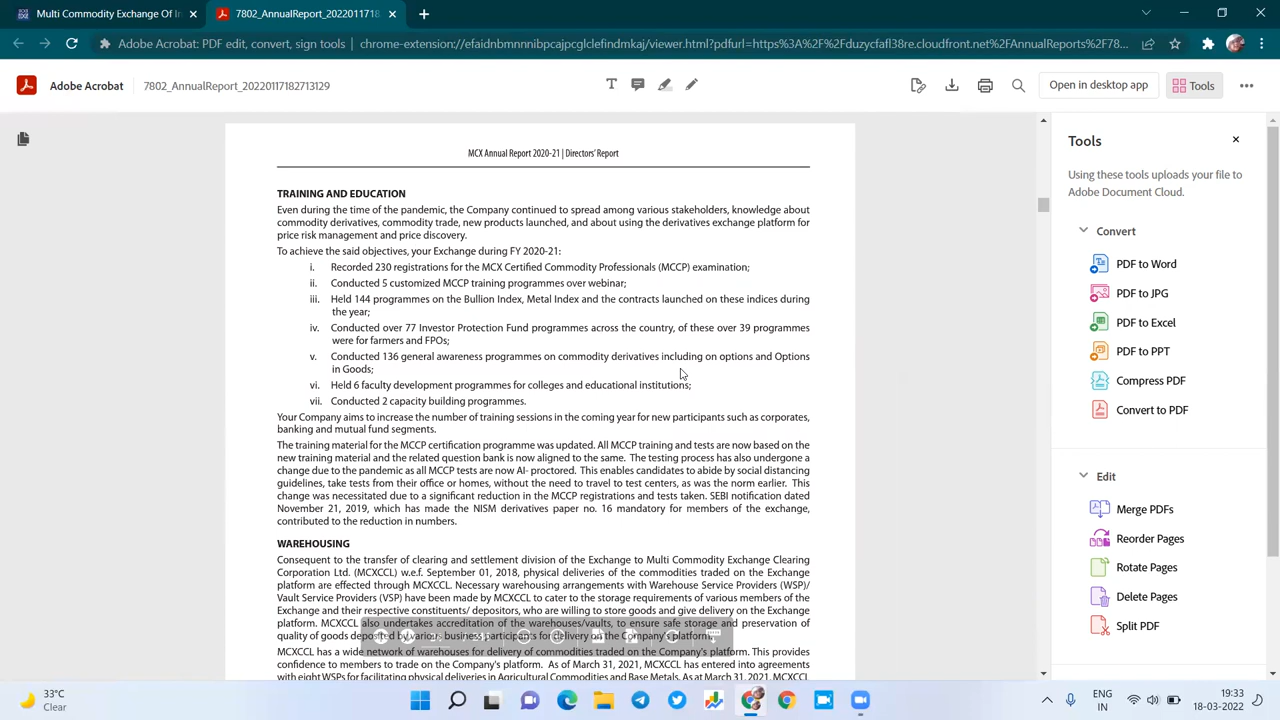 Multi Commodity Exchange Of In
7802_AnnualReport_2022011718
Adobe Acrobat: PDF edit, convert, sign tools | chrome-extension://efaidnbmnnnibpcajpcglclefindmkaj/viewer.html?pdfurl=https%3A%2F%2Fduzycfafl38re.cloudfront.net%2FAnnualReports%2F78...
Adobe Acrobat
7802_AnnualReport_20220117182713129
Open in desktop app
Tools
MCX Annual Report 2020-21 | Directors' Report
TRAINING AND EDUCATION
Even during the time of the pandemic, the Company continued to spread among various stakeholders, knowledge about
commodity derivatives, commodity trade, new products launched, and about using the derivatives exchange platform for
price risk management and price discovery.
To achieve the said objectives, your Exchange during FY 2020-21:
i. Recorded 230 registrations for the MCX Certified Commodity Professionals (MCCP) examination;
ii. Conducted 5 customized MCCP training programmes over webinar;
iii. Held 144 programmes on the Bullion Index, Metal Index and the contracts launched on these indices during
the year;
iv. Conducted over 77 Investor Protection Fund programmes across the country, of these over 39 programmes
were for farmers and FPOs;
v. Conducted 136 general awareness programmes on commodity derivatives including on options and Options
in Goods;
vi. Held 6 faculty development programmes for colleges and educational institutions;
vii. Conducted 2 capacity building programmes.
Your Company aims to increase the number of training sessions in the coming year for new participants such as corporates,
banking and mutual fund segments.
The training material for the MCCP certification programme was updated. All MCCP training and tests are now based on the
new training material and the related question bank is now aligned to the same. The testing process has also undergone a
change due to the pandemic as all MCCP tests are now AI- proctored. This enables candidates to abide by social distancing
guidelines, take tests from their office or homes, without the need to travel to test centers, as was the norm earlier. This
change was necessitated due to a significant reduction in the MCCP registrations and tests taken. SEBI notification dated
November 21, 2019, which has made the NISM derivatives paper no. 16 mandatory for members of the exchange,
contributed to the reduction in numbers.
WAREHOUSING
Consequent to the transfer of clearing and settlement division of the Exchange to Multi Commodity Exchange Clearing
Corporation Ltd. (MCXCCL) w.e.f. September 01, 2018, physical deliveries of the commodities traded on the Exchange
platform are effected through MCXCCL. Necessary warehousing arrangements with Warehouse Service Providers (WSP)/
Vault Service Providers (VSP) have been made by MCXCCL to cater to the storage requirements of various members of the
Exchange and their respective constituents/ depositors, who are willing to store goods and give delivery on the Exchange
platform. MCXCCL also undertakes accreditation of the warehouses/vaults, to ensure safe storage and preservation of
quality of goods deposited by various business participants for delivery on the Company's platform.
MCXCCL has a wide network of warehouses for delivery of commodities traded on the Company's platform. This provides
confidence to members to trade on the Company's platform. As of March 31, 2021, MCXCCL has entered into agreements
with eight WSPs for facilitating physical deliveries in Agricultural Commodities and Base Metals. As at March 31, 2021, MCXCCL
Tools
Using these tools uploads your file to
Adobe Document Cloud.
Convert
PDF to Word
PDF to JPG
PDF to Excel
PDF to PPT
Compress PDF
Convert to PDF
Edit
Merge PDFs
Reorder Pages
Rotate Pages
Delete Pages
Split PDF
33°C
Clear
ENG
IN
19:33
18-03-2022